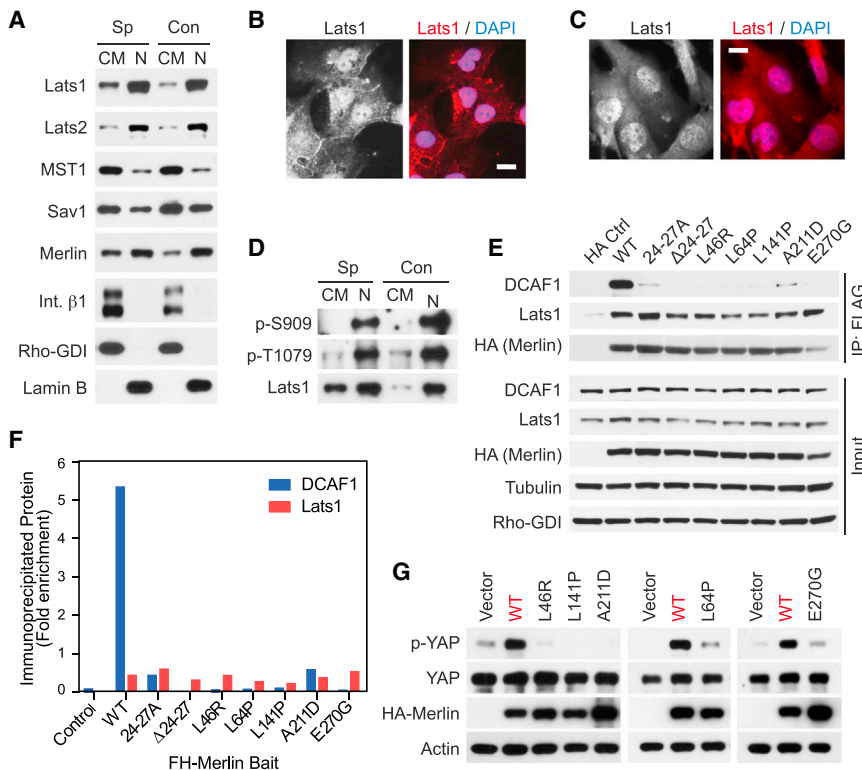 A
Sp Con
CM N CM N
Lats1
Lats2
MST1
Sav1
Merlin
Int. β1
Rho-GDI
Lamin B
B
Lats1 Lats1 / DAPI
C
Lats1 Lats1 / DAPI
D
Sp Con
CM N CM N
p-S909
p-T1079
Lats1
E
HA Ctrl WT 24-27A Δ24-27 L46R L64P L141P A211D E270G
DCAF1
Lats1
HA (Merlin)
IP: FLAG
DCAF1
Lats1
HA (Merlin)
Tubulin
Rho-GDI
Input
F
Immunoprecipitated Protein
(Fold enrichment)
6
5
4
3
2
1
0
DCAF1
Lats1
Control WT 24-27A Δ24-27 L46R L64P L141P A211D E270G
FH-Merlin Bait
G
Vector WT L46R L141P A211D Vector WT L64P Vector WT E270G
p-YAP
YAP
HA-Merlin
Actin